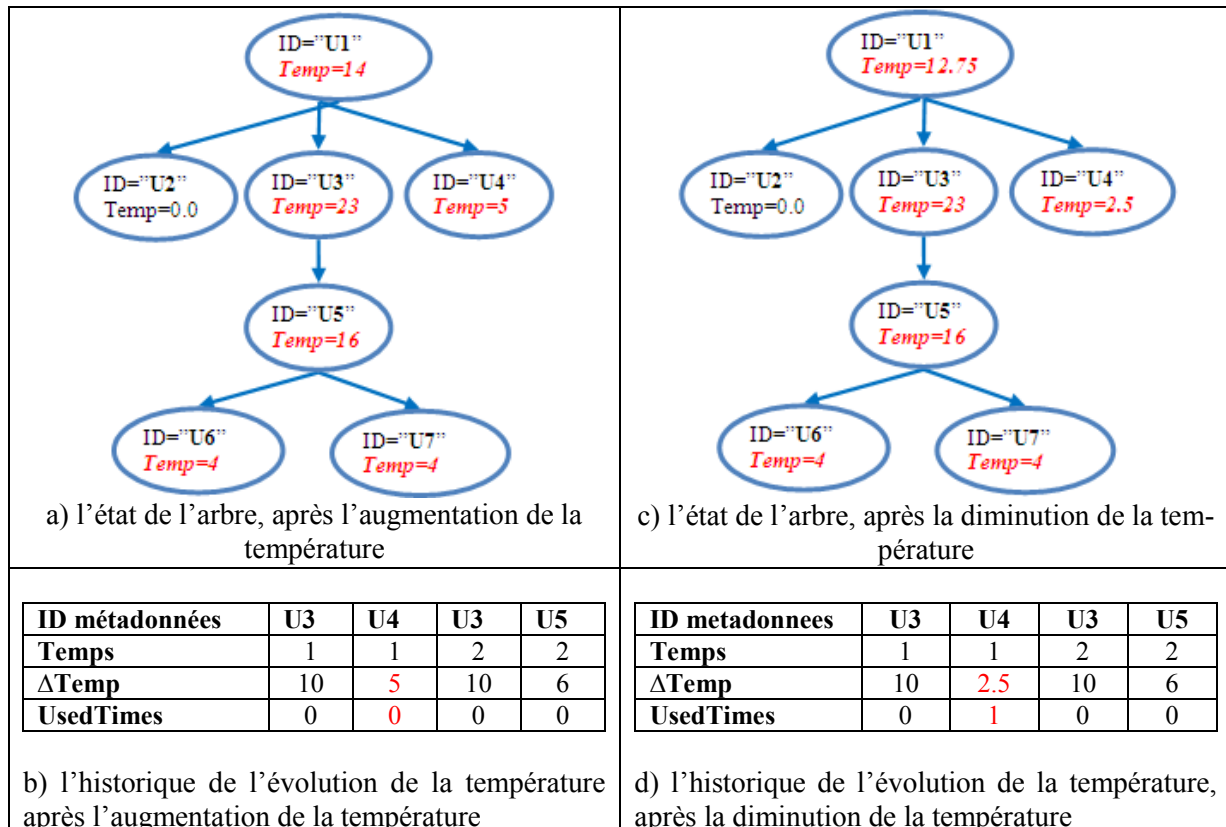 ID=”U1”
Temp=14
ID=”U2”
Temp=0.0
ID=”U3”
Temp=23
ID=”U4”
Temp=5
ID=”U5”
Temp=16
ID=”U6”
Temp=4
ID=”U7”
Temp=4
a) l’état de l’arbre, après l’augmentation de la
température
ID=”U1”
Temp=12.75
ID=”U2”
Temp=0.0
ID=”U3”
Temp=23
ID=”U4”
Temp=2.5
ID=”U5”
Temp=16
ID=”U6”
Temp=4
ID=”U7”
Temp=4
c) l’état de l’arbre, après la diminution de la tem-
pérature
ID métadonnées U3 U4 U3 U5
Temps 1 1 2 2
∆Temp 10 5 10 6
UsedTimes 0 0 0 0
b) l’historique de l’évolution de la température
après l’augmentation de la température
ID metadonnees U3 U4 U3 U5
Temps 1 1 2 2
∆Temp 10 2.5 10 6
UsedTimes 0 1 0 0
d) l’historique de l’évolution de la température,
après la diminution de la température